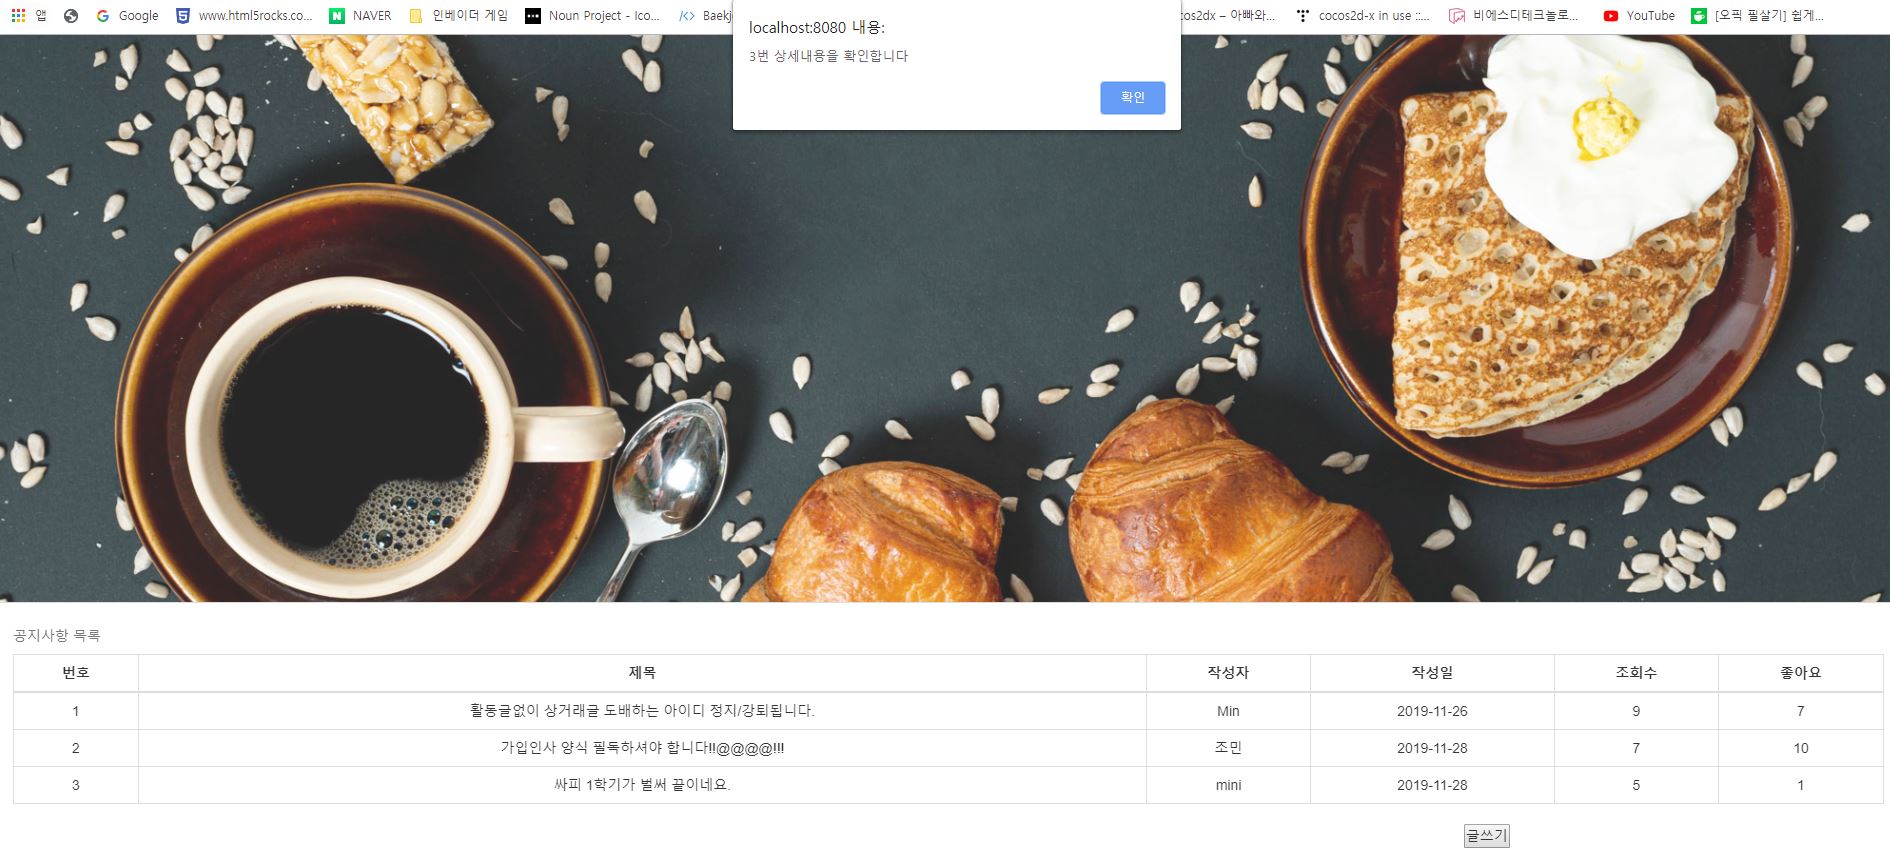 앱 Google www.html5rocks.co... NAVER 인베이더 게임 Noun Project - Ico... Baekj cos2dx – 아빠와... cocos2d-x in use ::... 비에스디테크놀로... YouTube [오픽 필살기] 쉽게...
localhost:8080 내용:
3번 상세내용을 확인합니다
확인
공지사항 목록
번호 제목 작성자 작성일 조회수 좋아요
1 활동글없이 상거래글 도배하는 아이디 정지/강퇴됩니다. Min 2019-11-26 9 7
2 가입인사 양식 필독하셔야 합니다!!@@@@!!! 조민 2019-11-28 7 10
3 싸피 1학기가 벌써 끝이네요. mini 2019-11-28 5 1
글쓰기